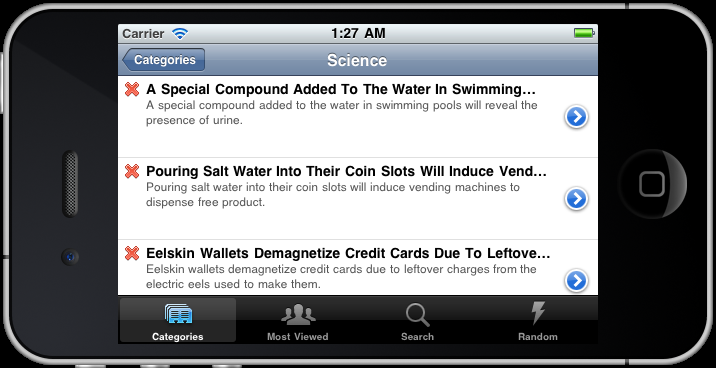 Carrier 1:27 AM
Categories Science
A Special Compound Added To The Water In Swimming...
A special compound added to the water in swimming pools will reveal the
presence of urine.
Pouring Salt Water Into Their Coin Slots Will Induce Vend...
Pouring salt water into their coin slots will induce vending machines to
dispense free product.
Eelskin Wallets Demagnetize Credit Cards Due To Leftove...
Eelskin wallets demagnetize credit cards due to leftover charges from the
electric eels used to make them.
Categories Most Viewed Search Random